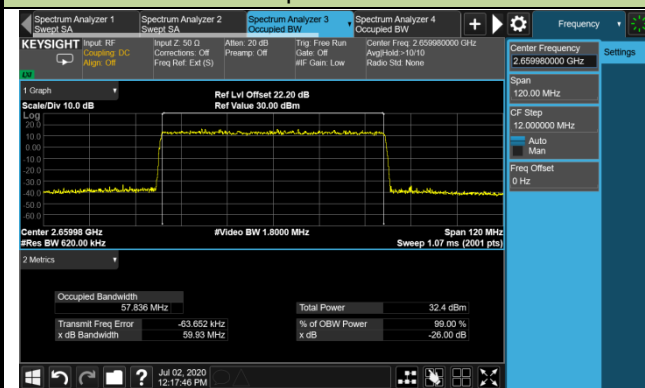 Spectrum Analyzer 1
Swept SA
Spectrum Analyzer 2
Swept SA
Spectrum Analyzer 3
Occupied BW
Spectrum Analyzer 4
Occupied BW
Frequency
KEYSIGHT
Input: RF
Coupling: DC
Align: Off
Input Z: 50 Ω
Corrections: Off
Freq Ref: Ext (S)
Atten: 20 dB
Preamp: Off
Trig: Free Run
Gate: Off
#IF Gain: Low
Center Freq: 2.659980000 GHz
Avg|Hold:>10/10
Radio Std: None
1 Graph
Scale/Div 10.0 dB
Ref Lvl Offset 22.20 dB
Ref Value 30.00 dBm
Log
20.0
10.0
0.00
-10.0
-20.0
-30.0
-40.0
-50.0
-60.0
Center 2.65998 GHz
#Res BW 620.00 kHz
#Video BW 1.8000 MHz
Span 120 MHz
Sweep 1.07 ms (2001 pts)
2 Metrics
Occupied Bandwidth
57.836 MHz
Total Power 32.4 dBm
Transmit Freq Error -63.652 kHz
% of OBW Power 99.00 %
x dB Bandwidth 59.93 MHz
x dB -26.00 dB
Center Frequency
2.659980000 GHz
Settings
Span
120.00 MHz
CF Step
12.000000 MHz
Auto
Man
Freq Offset
0 Hz
?
Jul 02, 2020
12:17:46 PM